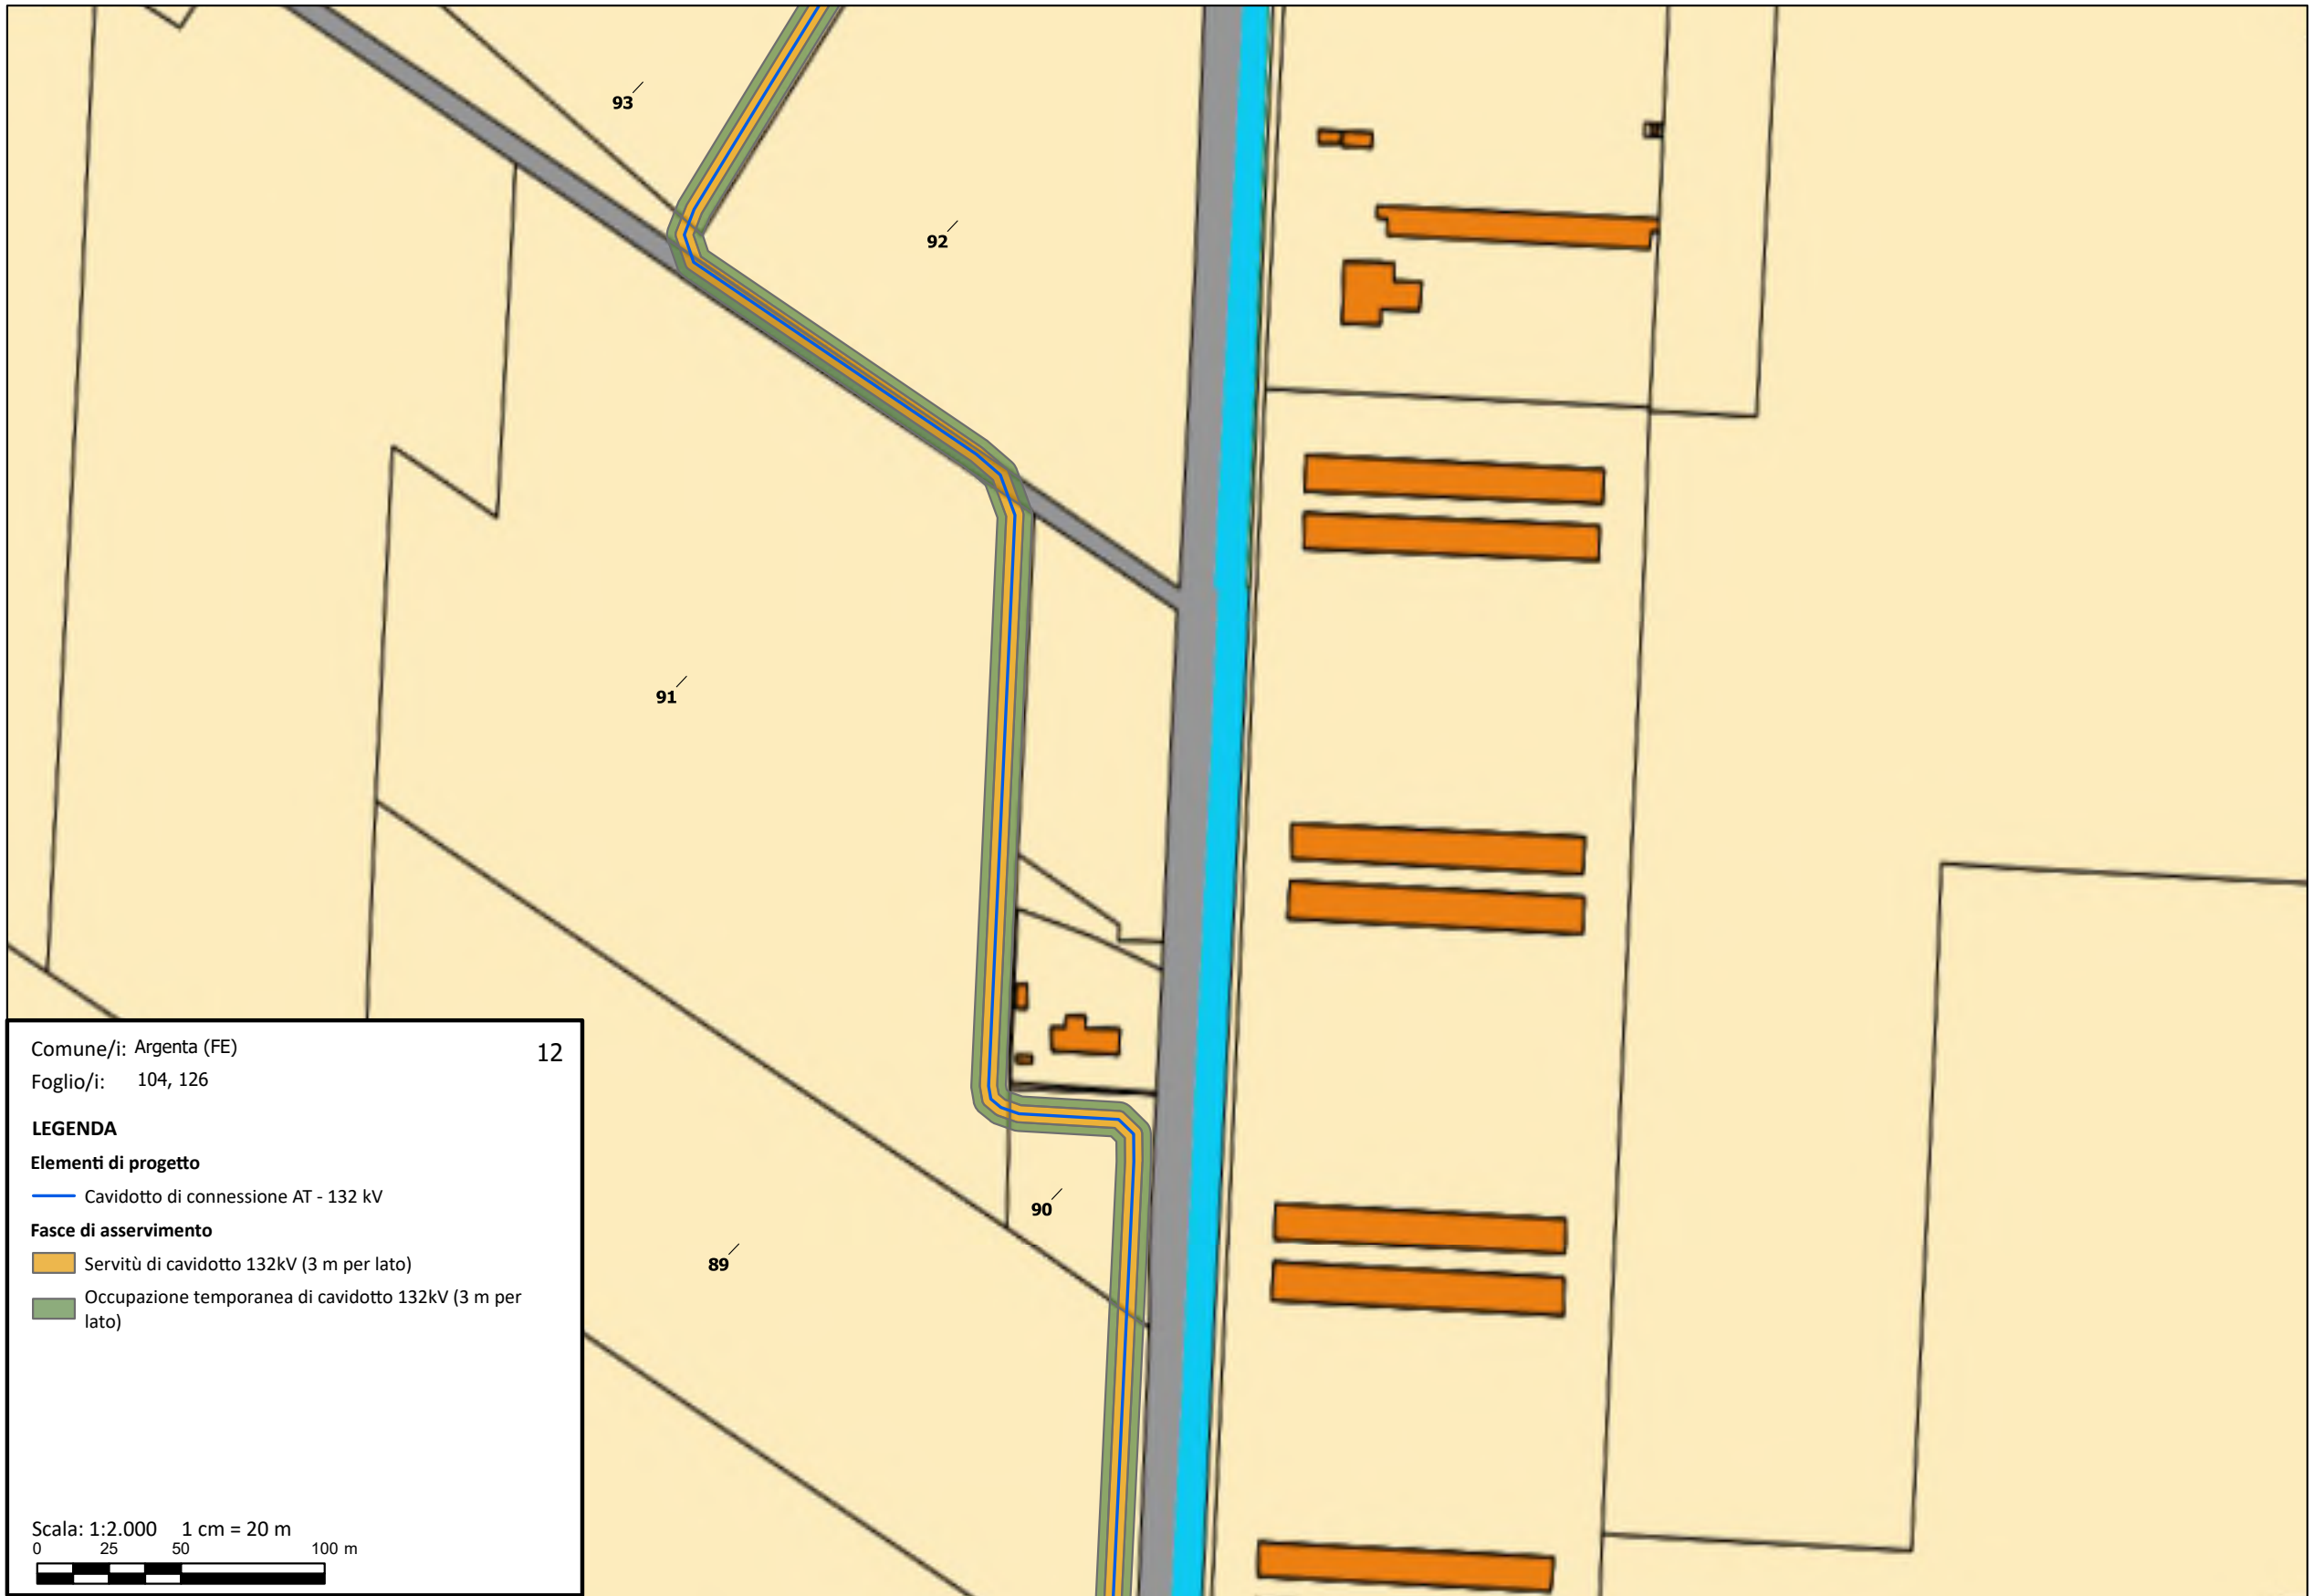 93
92
91
90
89
Comune/i: Argenta (FE)
12
Foglio/i: 104, 126
LEGENDA
Elementi di progetto
Cavidotto di connessione AT - 132 kV
Fasce di asservimento
Servitù di cavidotto 132kV (3 m per lato)
Occupazione temporanea di cavidotto 132kV (3 m per
lato)
Scala: 1:2.000 1 cm = 20 m
0 25 50 100 m